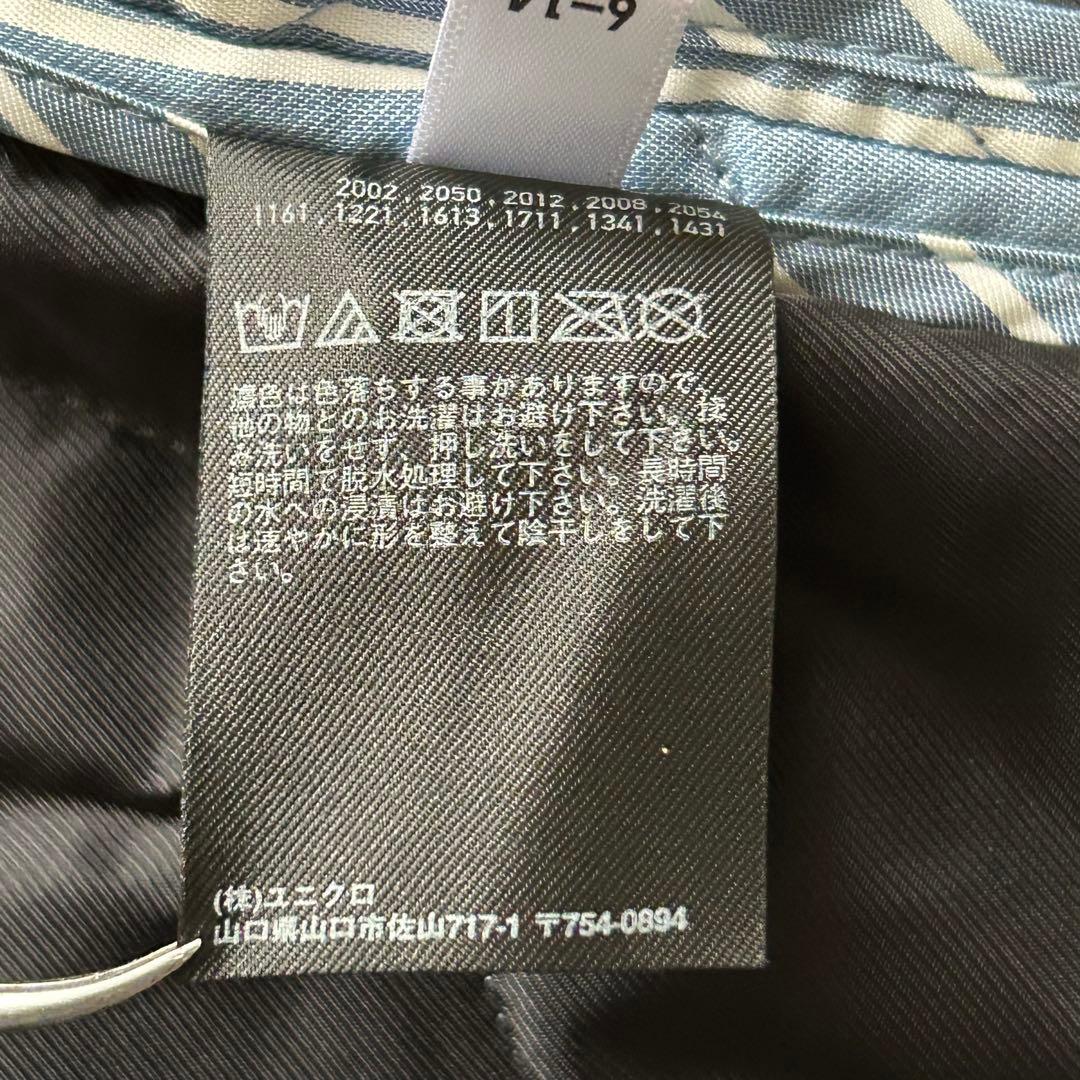 6-14
2002,2050,2012,2008,2054
1161,1221,1613,1711,1341,1431
濃色は色落ちする事がありますので、
他の物とのお洗濯はお避け下さい。揉
み洗いをせず、押し洗いをして下さい。
短時間で脱水処理して下さい。長時間
の水への浸漬はお避け下さい。洗濯後
は速やかに形を整えて陰干しをして下
さい。
(株)ユニクロ
山口県山口市佐山717-1 〒754-0894